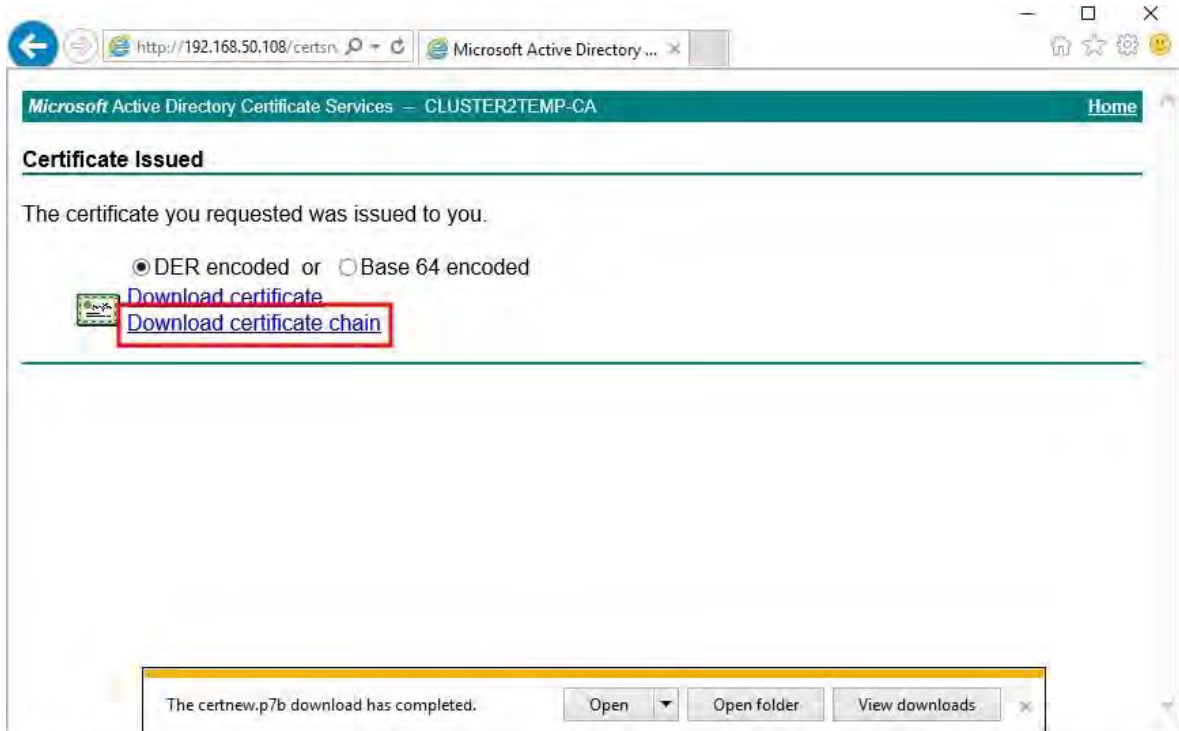 http://192.168.50.108/certsn
Microsoft Active Directory ...
Microsoft Active Directory Certificate Services -- CLUSTER2TEMP-CA Home
Certificate Issued
The certificate you requested was issued to you.
DER encoded or Base 64 encoded
Download certificate
Download certificate chain
The certnew.p7b download has completed. Open Open folder View downloads